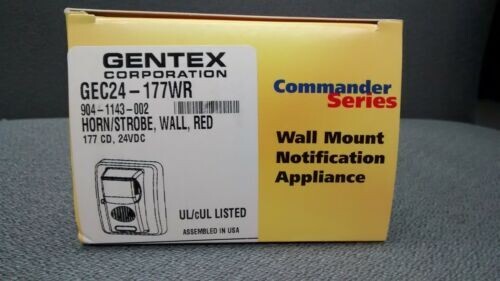 GENTEX
CORPORATION
GEC24-177WR
904-1143-002
HORN/STROBE, WALL, RED
177 CD, 24VDC
UL/cUL LISTED
ASSEMBLED IN USA
Commander
Series
Wall Mount
Notification
Appliance